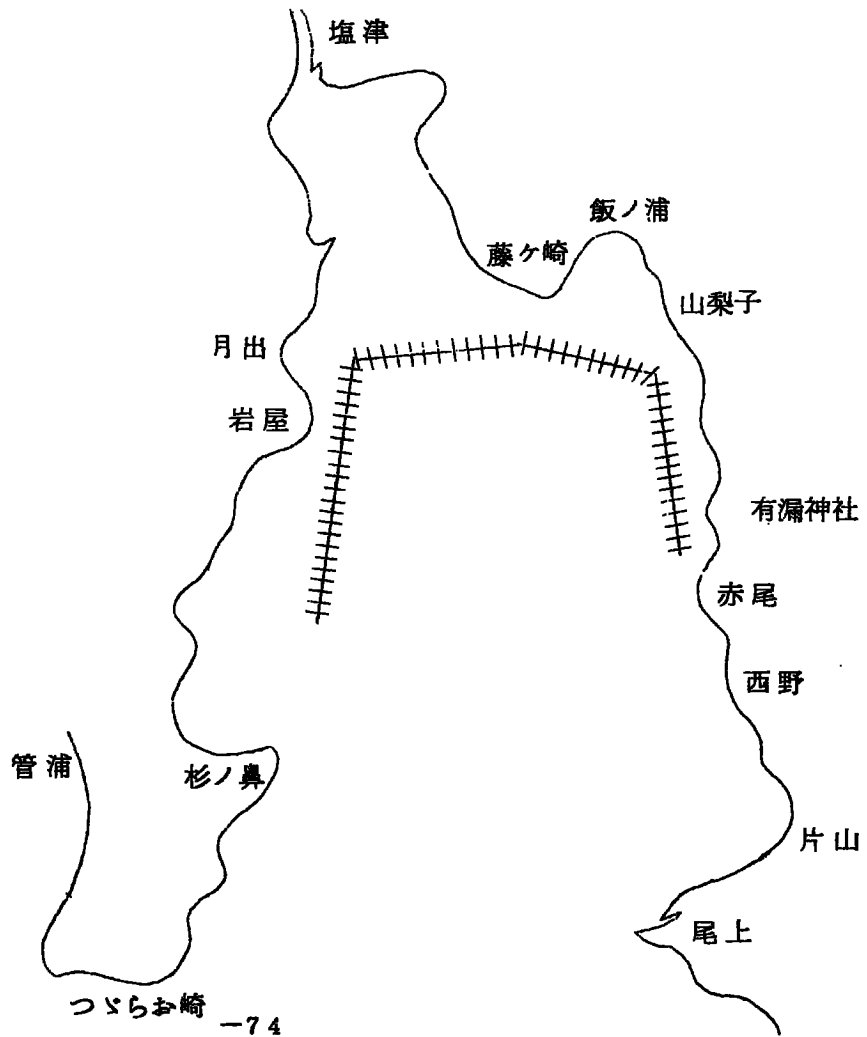 塩津
飯ノ浦
藤ケ崎
山梨子
月出
岩屋
有漏神社
赤尾
西野
管浦
杉ノ鼻
片山
尾上
つゞらお崎
-74